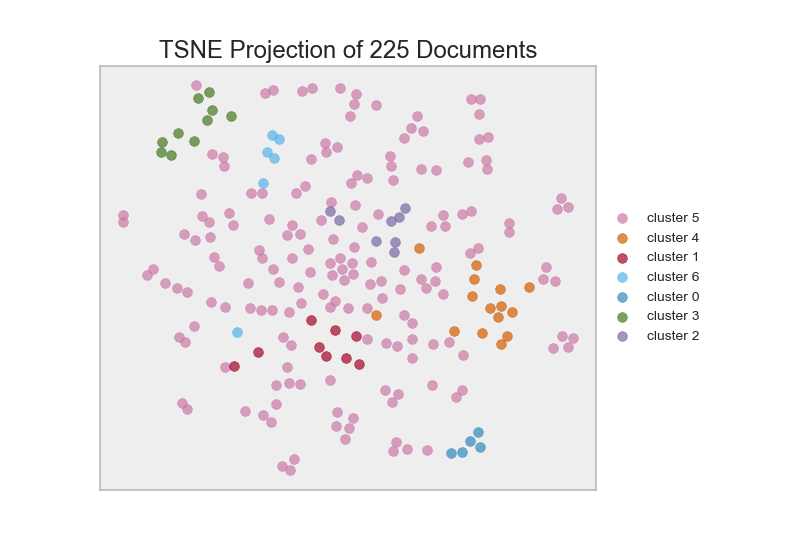 TSNE Projection of 225 Documents
cluster 5
cluster 4
cluster 1
cluster 6
cluster 0
cluster 3
cluster 2